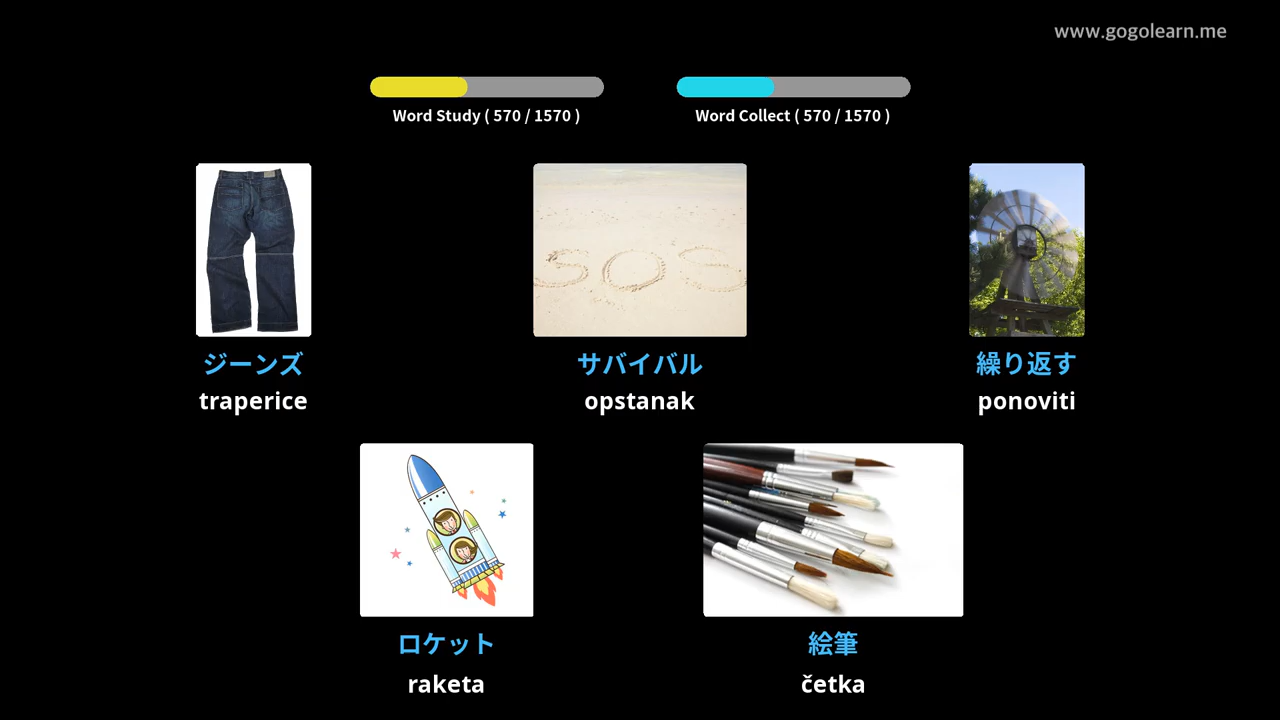 www.gogolearn.me
Word Study ( 570 / 1570 )
Word Collect ( 570 / 1570 )
SOS
ジーンズ
traperice
サバイバル
opstanak
繰り返す
ponoviti
ロケット
raketa
絵筆
četka